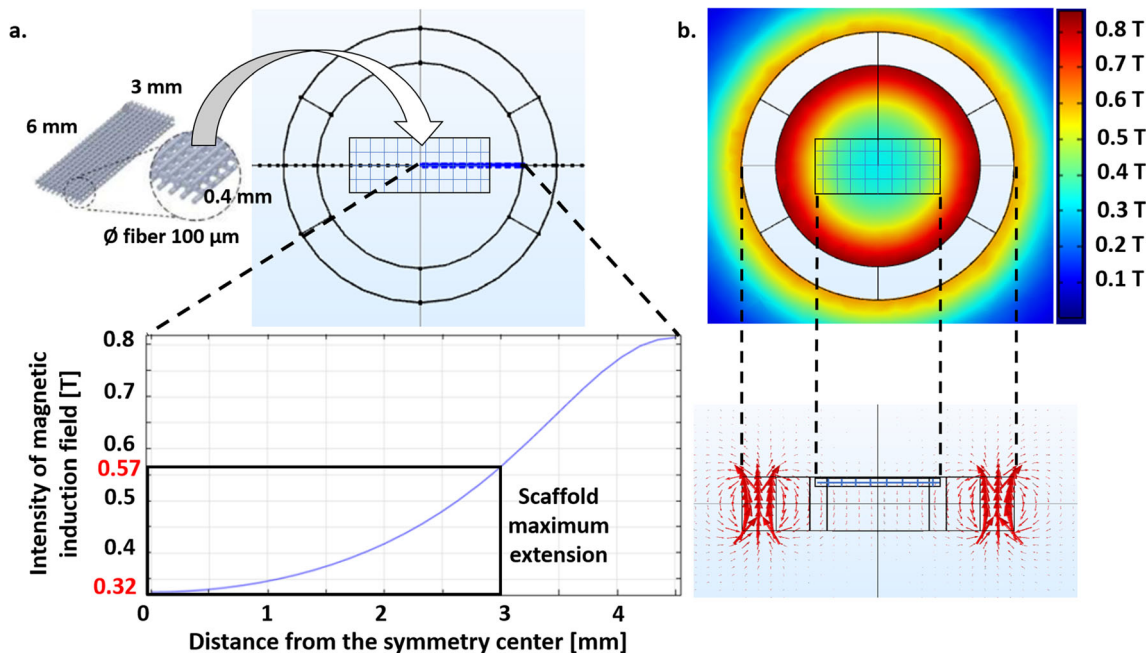 a.
3 mm
6 mm
0.4 mm
Ø fiber 100 µm
0.8
0.7
0.6
0.57
0.5
0.4
0.32
Intensity of magnetic
induction field [T]
Scaffold
maximum
extension
0 1 2 3 4
Distance from the symmetry center [mm]
b.
0.8 T
0.7 T
0.6 T
0.5 T
0.4 T
0.3 T
0.2 T
0.1 T